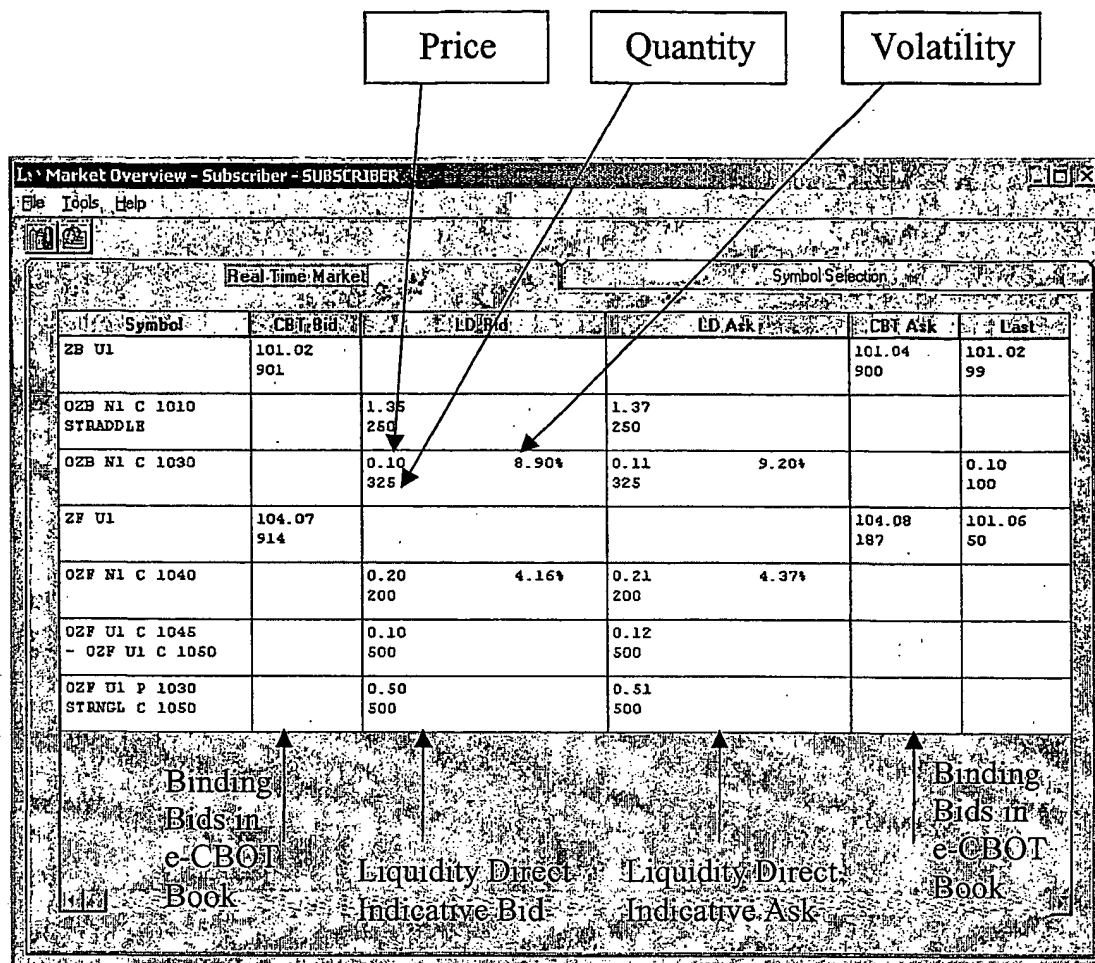 Price Quantity Volatility
Market Overview - Subscriber - SUBSCRIBER
File Tools Help
Real-Time Market Symbol Selection
Symbol CBT Bid LD Bid LD Ask CBT Ask Last
ZB U1 101.02 101.04 101.02
901 900 99
OZB N1 C 1010 1.35 1.37
STRADDLE 250 250
OZB N1 C 1030 0.10 8.90% 0.11 9.20% 0.10
325 325 100
ZF U1 104.07 104.08 101.06
914 187 50
OZF N1 C 1040 0.20 4.16% 0.21 4.37%
200 200
OZF U1 C 1045 0.10 0.12
- OZF U1 C 1050 500 500
OZF U1 P 1030 0.50 0.51
STRNGL C 1050 500 500
Binding
Bids in
e-CBOT
Book
Liquidity Direct
Indicative Bid
Liquidity Direct
Indicative Ask
Binding
Bids in
e-CBOT
Book